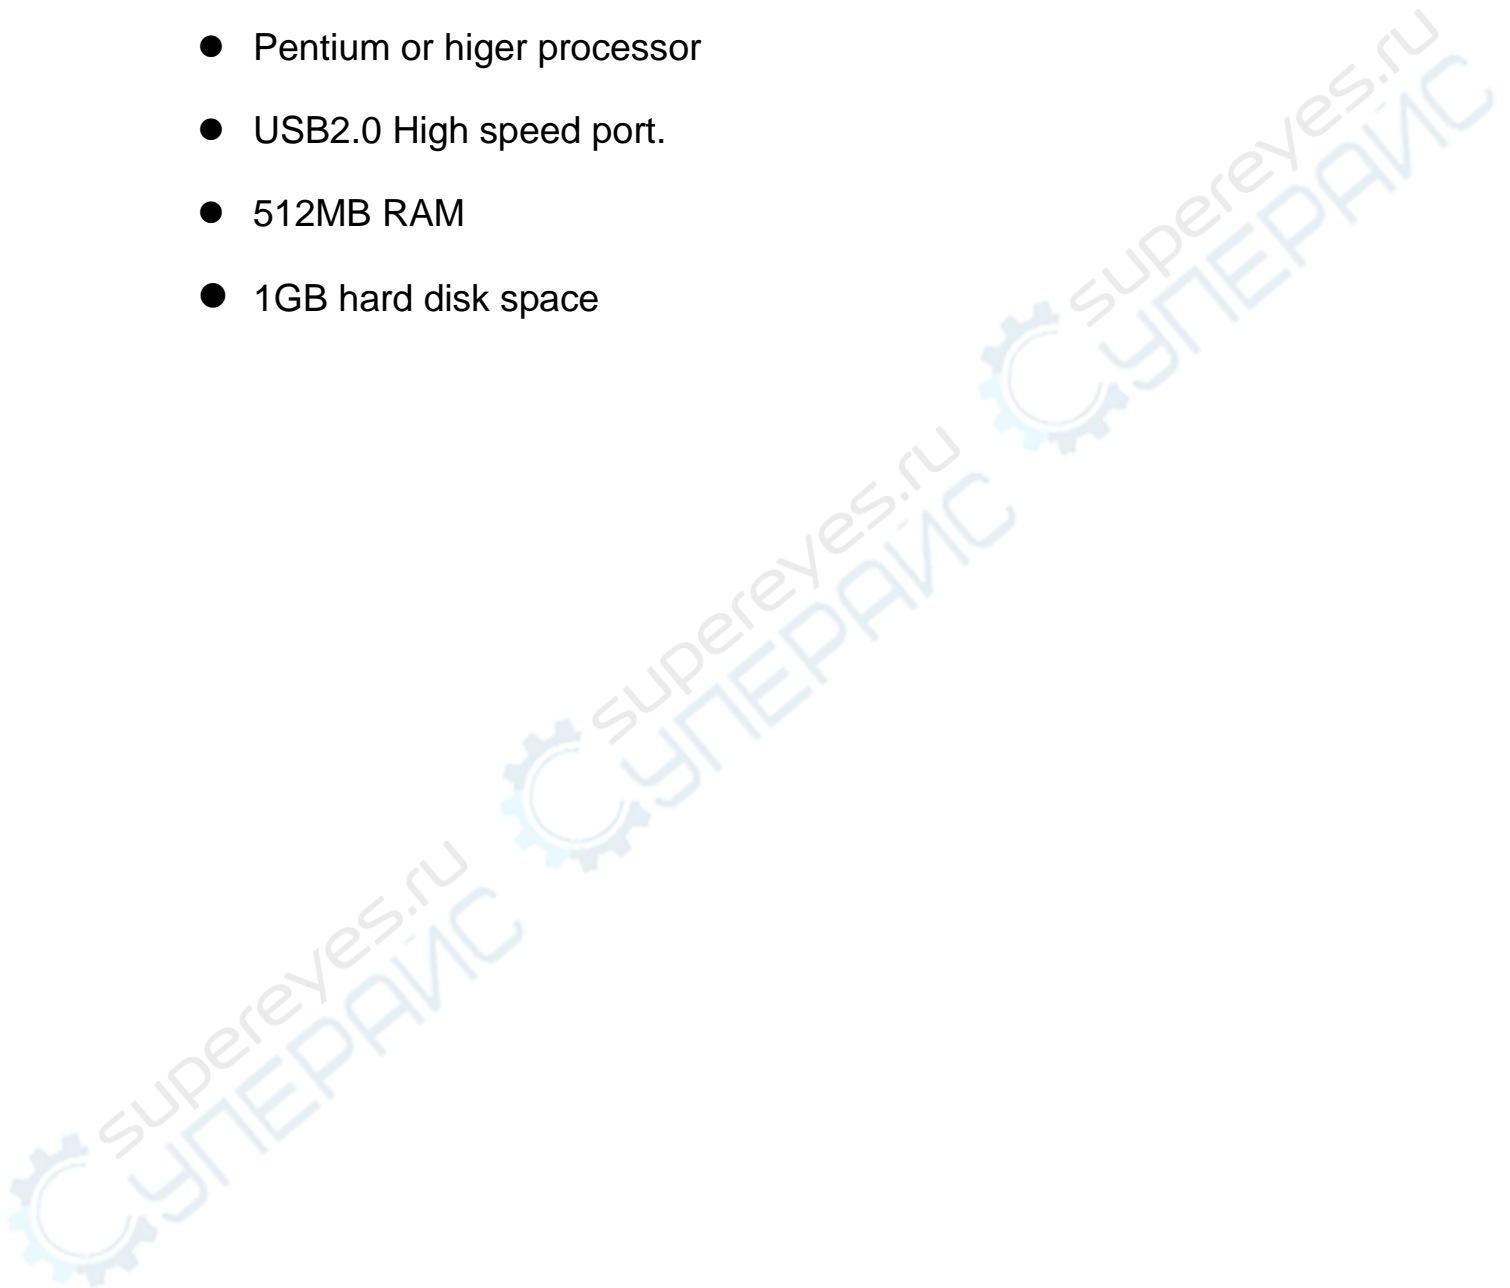 ● Pentium or higer processor
● USB2.0 High speed port.
● 512MB RAM
● 1GB hard disk space
supereyes.ru
СУПЕРАЙС
supereyes.ru
СУПЕРАЙС
supereyes.ru
СУПЕРАЙС